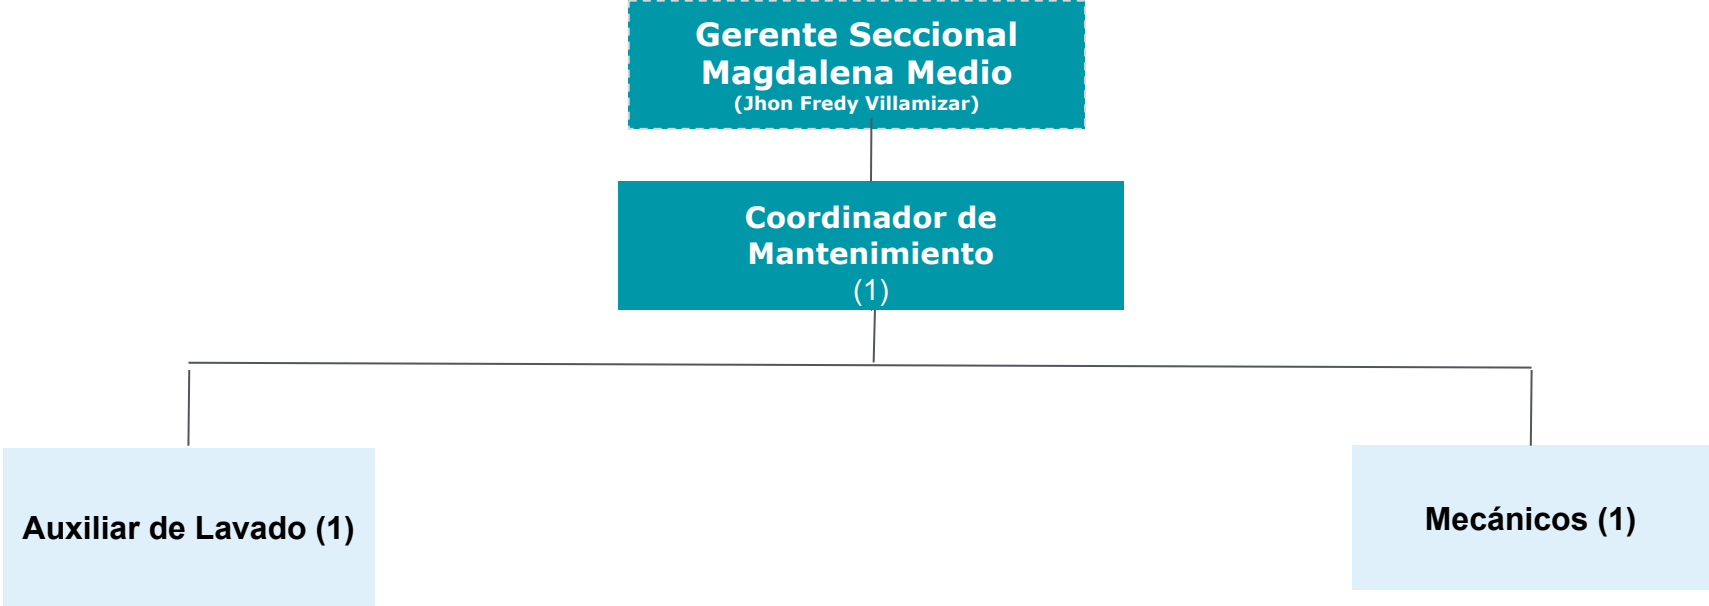 Gerente Seccional
Magdalena Medio
(Jhon Fredy Villamizar)
Coordinador de
Mantenimiento
(1)
Auxiliar de Lavado (1)
Mecánicos (1)